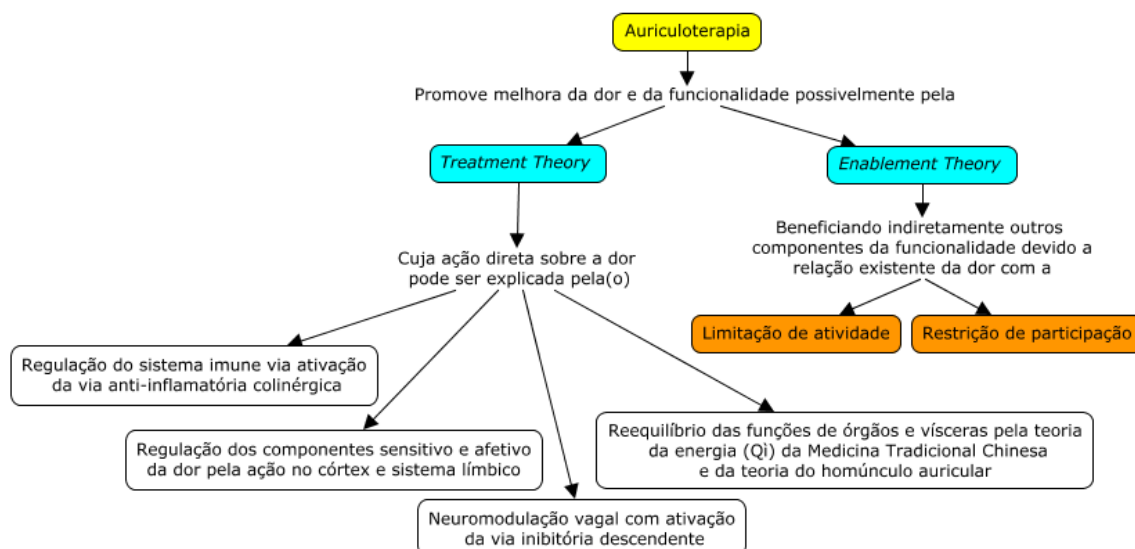 Auriculoterapia
Promove melhora da dor e da funcionalidade possivelmente pela
Treatment Theory
Enablement Theory
Cuja ação direta sobre a dor
pode ser explicada pela(o)
Beneficiando indiretamente outros
componentes da funcionalidade devido a
relação existente da dor com a
Limitação de atividade
Restrição de participação
Regulação do sistema imune via ativação
da via anti-inflamatória colinérgica
Regulação dos componentes sensitivo e afetivo
da dor pela ação no córtex e sistema límbico
Neuromodulação vagal com ativação
da via inibitória descendente
Reequilíbrio das funções de órgãos e vísceras pela teoria
da energia (Qì) da Medicina Tradicional Chinesa
e da teoria do homúnculo auricular